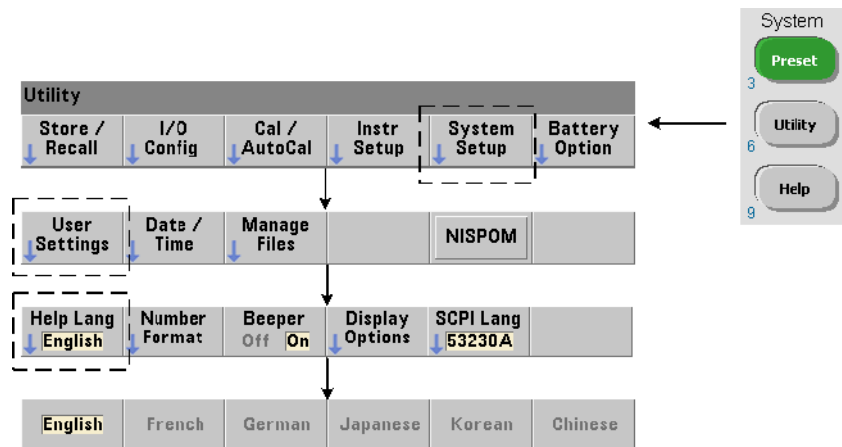 System
Preset
3
Utility
6
Help
9
Utility
Store / Recall
I/O Config
Cal / AutoCal
Instr Setup
System Setup
Battery Option
User Settings
Date / Time
Manage Files
NISPOM
Help Lang English
Number Format
Beeper Off On
Display Options
SCPI Lang 53230A
English French German Japanese Korean Chinese